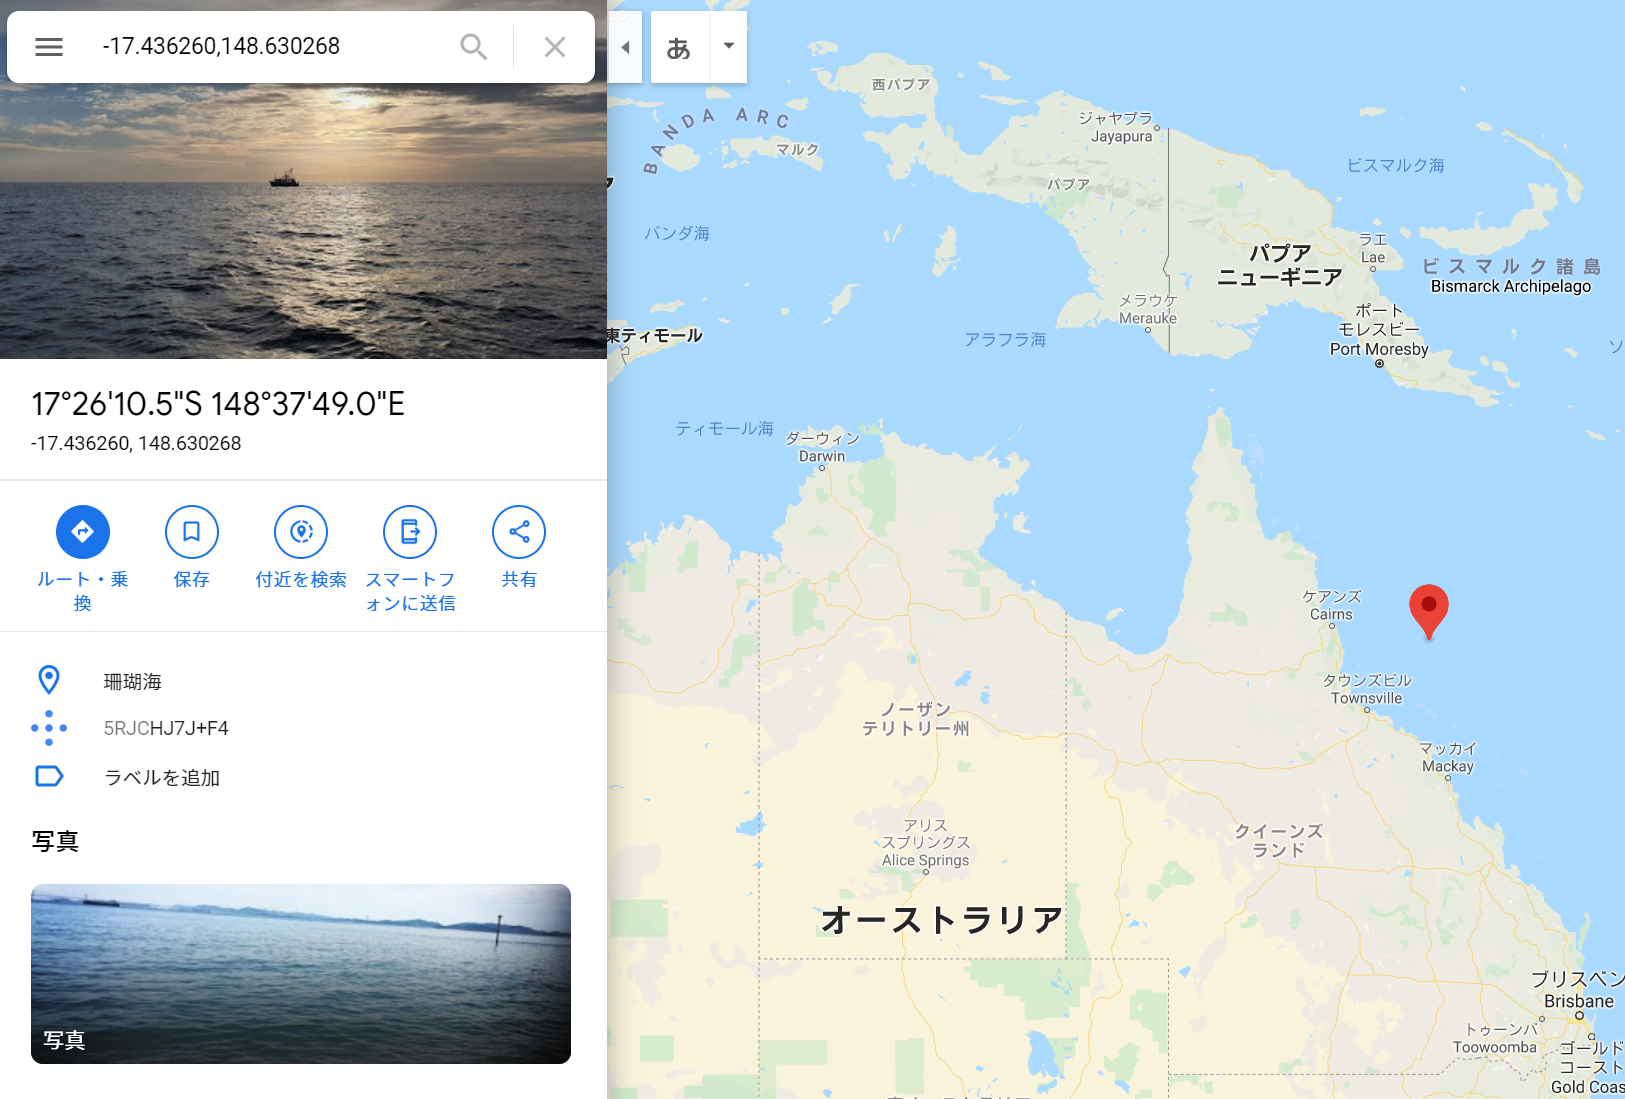 -17.436260,148.630268
あ
17°26'10.5"S 148°37'49.0"E
-17.436260, 148.630268
ルート・乗
換
保存
付近を検索
スマートフ
ォンに送信
共有
珊瑚海
5RJCHJ7J+F4
ラベルを追加
写真
写真
西パプア
BANDA ARC
マルク
ジャヤプラ
Jayapura
パプア
ビスマルク海
バンダ海
パプア
ニューギニア
ラエ
Lae
ビスマルク諸島
Bismarck Archipelago
メラウケ
Merauke
ポート
モレスビー
Port Moresby
東ティモール
アラフラ海
ソ
ティモール海
ダーウィン
Darwin
ケアンズ
Cairns
タウンズビル
Townsville
ノーザン
テリトリー州
マッカイ
Mackay
アリス
スプリングス
Alice Springs
クイーンズ
ランド
オーストラリア
ブリスベン
Brisbane
トゥーンバ
Toowoomba
ゴールド
コースト
Gold Coas